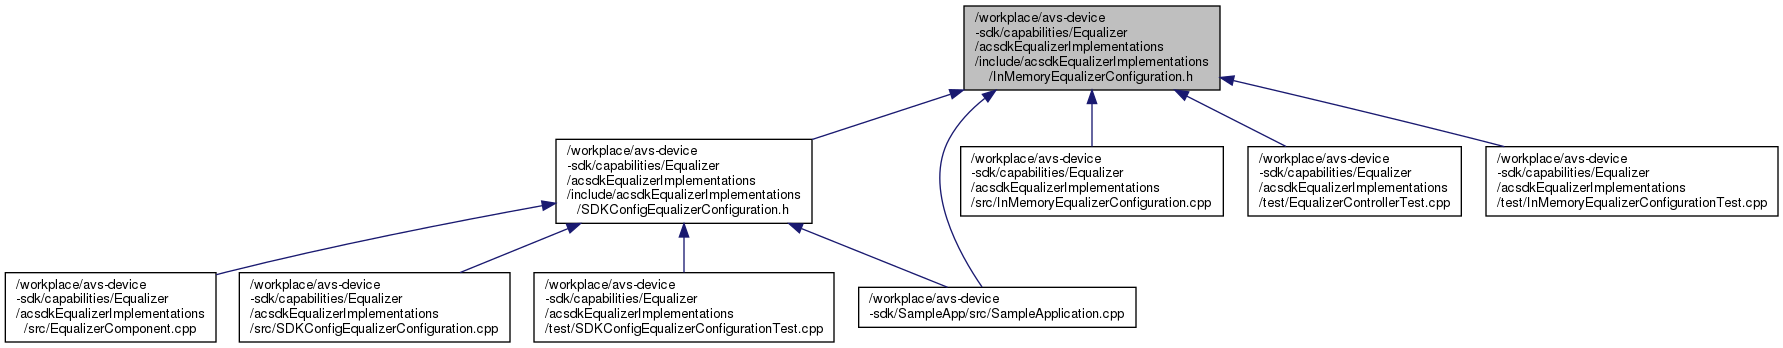 /workplace/avs-device
-sdk/capabilities/Equalizer
/acsdkEqualizerImplementations
/include/acsdkEqualizerImplementations
/InMemoryEqualizerConfiguration.h
/workplace/avs-device
-sdk/capabilities/Equalizer
/acsdkEqualizerImplementations
/include/acsdkEqualizerImplementations
/SDKConfigEqualizerConfiguration.h
/workplace/avs-device
-sdk/capabilities/Equalizer
/acsdkEqualizerImplementations
/src/InMemoryEqualizerConfiguration.cpp
/workplace/avs-device
-sdk/capabilities/Equalizer
/acsdkEqualizerImplementations
/test/EqualizerControllerTest.cpp
/workplace/avs-device
-sdk/capabilities/Equalizer
/acsdkEqualizerImplementations
/test/InMemoryEqualizerConfigurationTest.cpp
/workplace/avs-device
-sdk/capabilities/Equalizer
/acsdkEqualizerImplementations
/src/EqualizerComponent.cpp
/workplace/avs-device
-sdk/capabilities/Equalizer
/acsdkEqualizerImplementations
/src/SDKConfigEqualizerConfiguration.cpp
/workplace/avs-device
-sdk/capabilities/Equalizer
/acsdkEqualizerImplementations
/test/SDKConfigEqualizerConfigurationTest.cpp
/workplace/avs-device
-sdk/SampleApp/src/SampleApplication.cpp